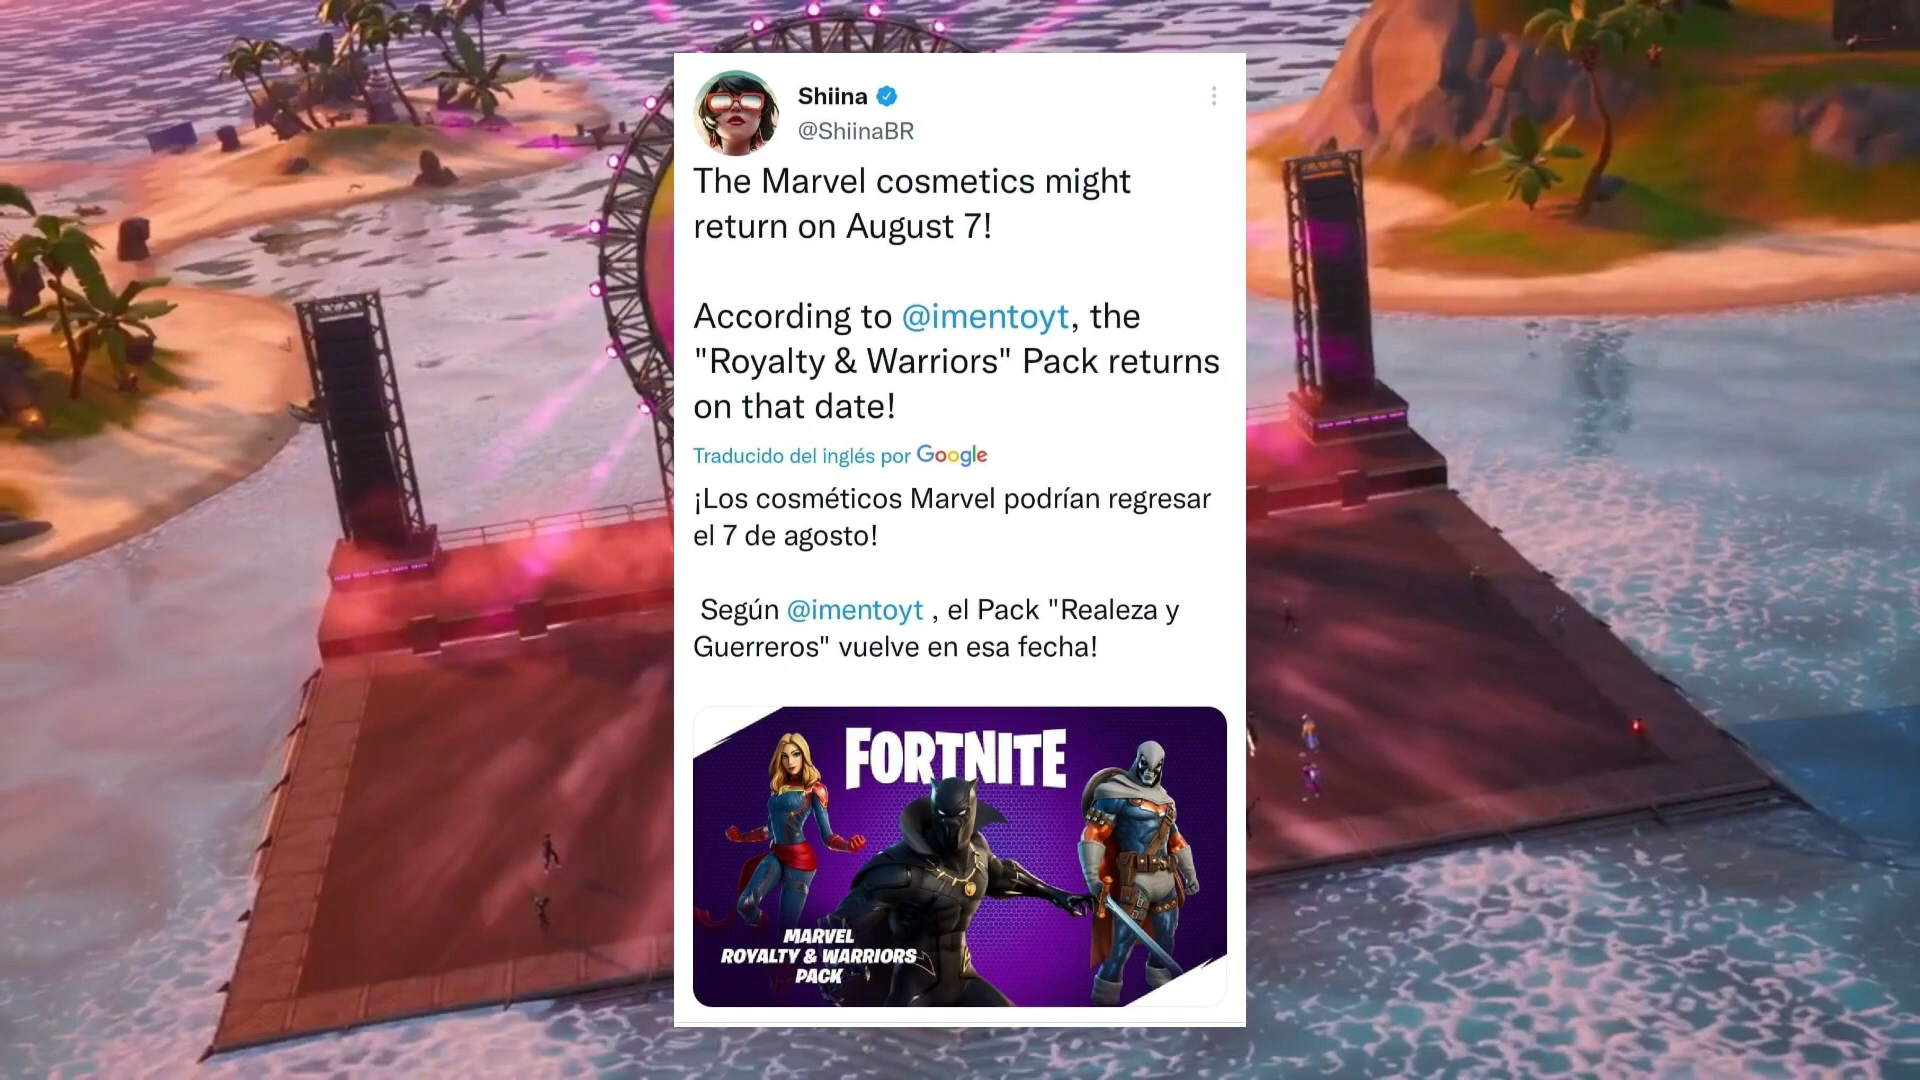 Shiina
@ShiinaBR
The Marvel cosmetics might
return on August 7!
According to @imentoyt, the
"Royalty & Warriors" Pack returns
on that date!
Traducido del inglés por Google
¡Los cosméticos Marvel podrían regresar
el 7 de agosto!
Según @imentoyt , el Pack "Realeza y
Guerreros" vuelve en esa fecha!
FORTNITE
MARVEL
ROYALTY & WARRIORS
PACK